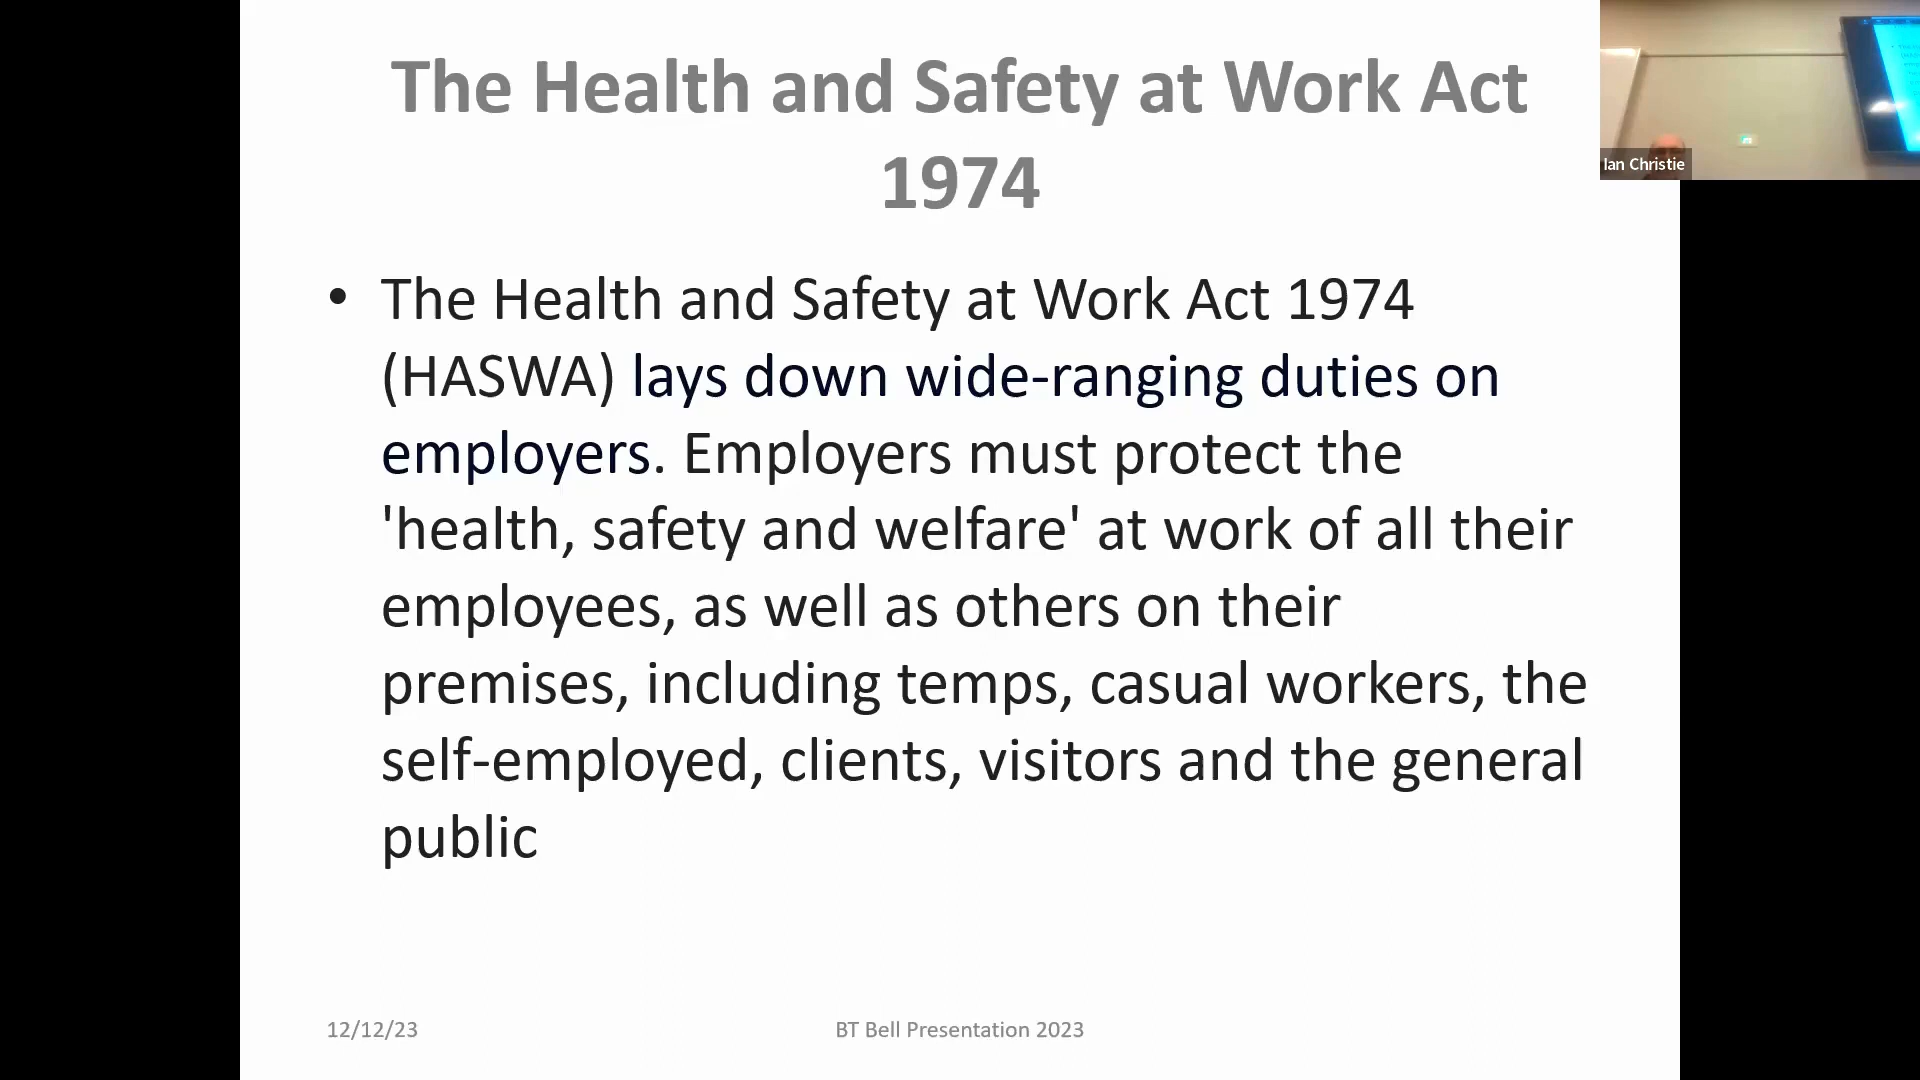 The Health and Safety at Work Act
1974
• The Health and Safety at Work Act 1974
(HASWA) lays down wide-ranging duties on
employers. Employers must protect the
'health, safety and welfare' at work of all their
employees, as well as others on their
premises, including temps, casual workers, the
self-employed, clients, visitors and the general
public
12/12/23
BT Bell Presentation 2023
Ian Christie